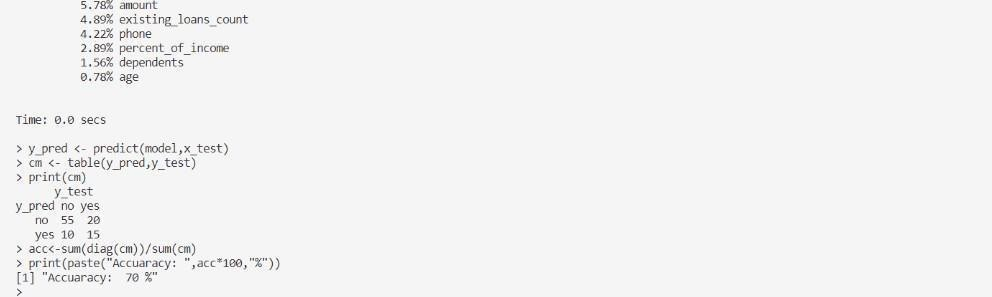 5.78% amount
4.89% existing_loans_count
4.22% phone
2.89% percent_of_income
1.56% dependents
0.78% age
Time: 0.0 secs
> y_pred <- predict(model,x_test)
> cm <- table(y_pred,y_test)
> print(cm)
y_test
y_pred no yes
no 55 20
yes 10 15
> acc<-sum(diag(cm))/sum(cm)
> print(paste("Accuaracy: ",acc*100,"%"))
[1] "Accuaracy:  70 %"
>